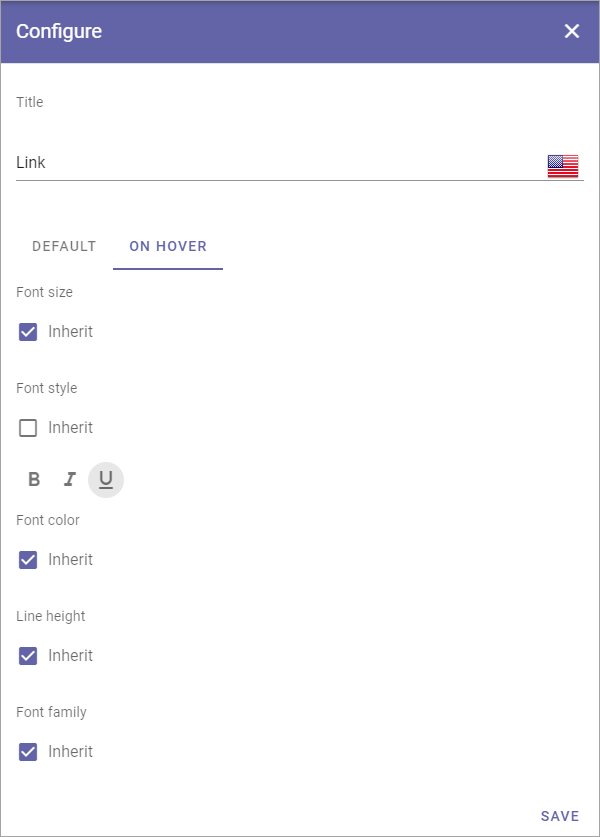 Configure
Title
Link
DEFAULT ON HOVER
Font size
Inherit
Font style
Inherit
B I U
Font color
Inherit
Line height
Inherit
Font family
Inherit
SAVE